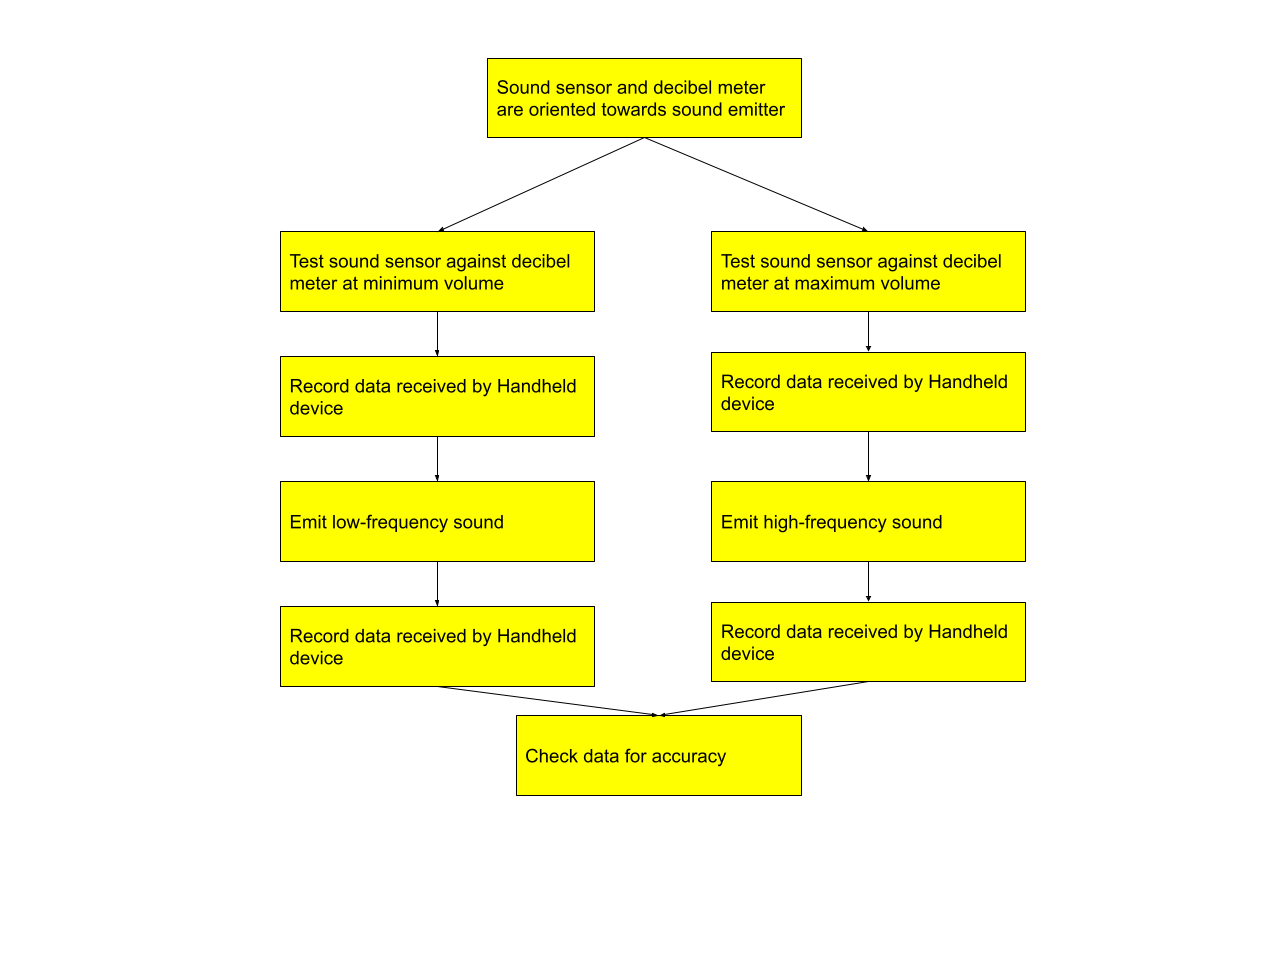 Sound sensor and decibel meter
are oriented towards sound emitter
Test sound sensor against decibel
meter at minimum volume
Test sound sensor against decibel
meter at maximum volume
Record data received by Handheld
device
Record data received by Handheld
device
Emit low-frequency sound
Emit high-frequency sound
Record data received by Handheld
device
Record data received by Handheld
device
Check data for accuracy